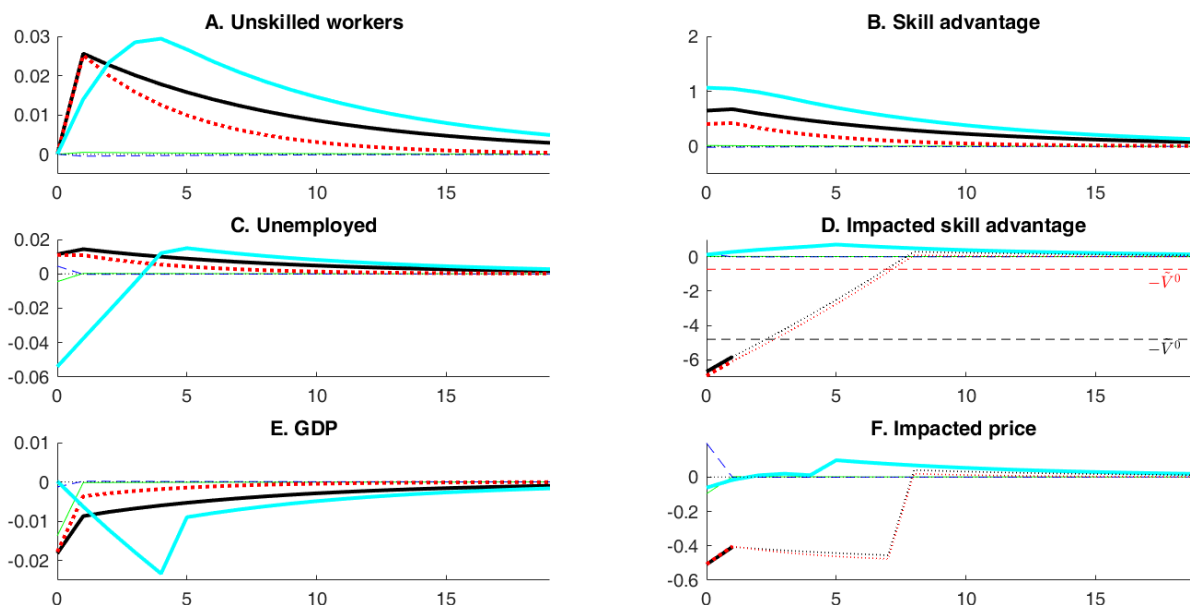 A. Unskilled workers
0.03
0.02
0.01
0
0 5 10 15
B. Skill advantage
2
1
0
0 5 10 15
C. Unemployed
0.02
0
-0.02
-0.04
-0.06
0 5 10 15
D. Impacted skill advantage
0
-2
-4
-6
−Ṽ⁰
−V⁰
0 5 10 15
E. GDP
0.01
0
-0.01
-0.02
0 5 10 15
F. Impacted price
0
-0.2
-0.4
-0.6
0 5 10 15